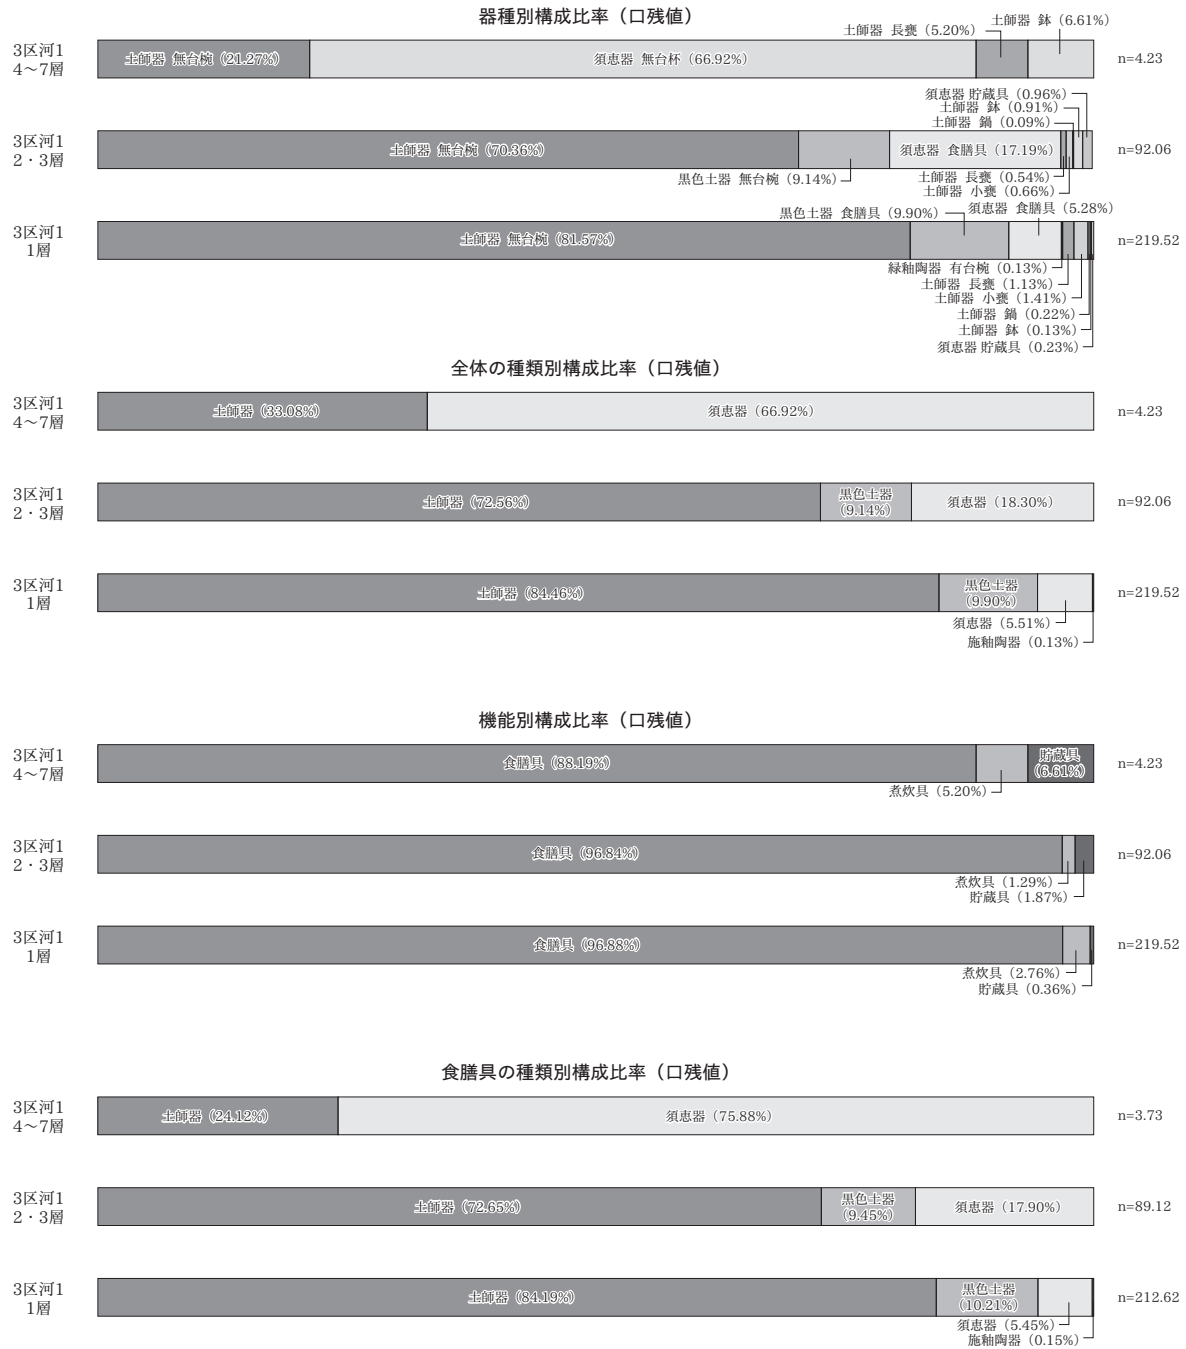 器種別構成比率（口残値）
土師器 鉢（6.61%）
土師器 長甕（5.20%）
3区河1
4～7層
土師器 無台椀（21.27%）
須恵器 無台杯（66.92%）
n=4.23
須恵器 貯蔵具（0.96%）
土師器 鉢（0.91%）
土師器 鍋（0.09%）
3区河1
2・3層
土師器 無台椀（70.36%）
須恵器 食膳具（17.19%）
n=92.06
黒色土器 無台椀（9.14%）
土師器 長甕（0.54%）
土師器 小甕（0.66%）
黒色土器 食膳具（9.90%）
須恵器 食膳具（5.28%）
3区河1
1層
土師器 無台椀（81.57%）
n=219.52
緑釉陶器 有台椀（0.13%）
土師器 長甕（1.13%）
土師器 小甕（1.41%）
土師器 鍋（0.22%）
土師器 鉢（0.13%）
須恵器 貯蔵具（0.23%）
全体の種類別構成比率（口残値）
3区河1
4～7層
土師器（33.08%）
須恵器（66.92%）
n=4.23
3区河1
2・3層
土師器（72.56%）
黒色土器
（9.14%）
須恵器（18.30%）
n=92.06
3区河1
1層
土師器（84.46%）
黒色土器
（9.90%）
n=219.52
須恵器（5.51%）
施釉陶器（0.13%）
機能別構成比率（口残値）
3区河1
4～7層
食膳具（88.19%）
貯蔵具
（6.61%）
n=4.23
煮炊具（5.20%）
3区河1
2・3層
食膳具（96.84%）
n=92.06
煮炊具（1.29%）
貯蔵具（1.87%）
3区河1
1層
食膳具（96.88%）
n=219.52
煮炊具（2.76%）
貯蔵具（0.36%）
食膳具の種類別構成比率（口残値）
3区河1
4～7層
土師器（24.12%）
須恵器（75.88%）
n=3.73
3区河1
2・3層
土師器（72.65%）
黒色土器
（9.45%）
須恵器（17.90%）
n=89.12
3区河1
1層
土師器（84.19%）
黒色土器
（10.21%）
n=212.62
須恵器（5.45%）
施釉陶器（0.15%）